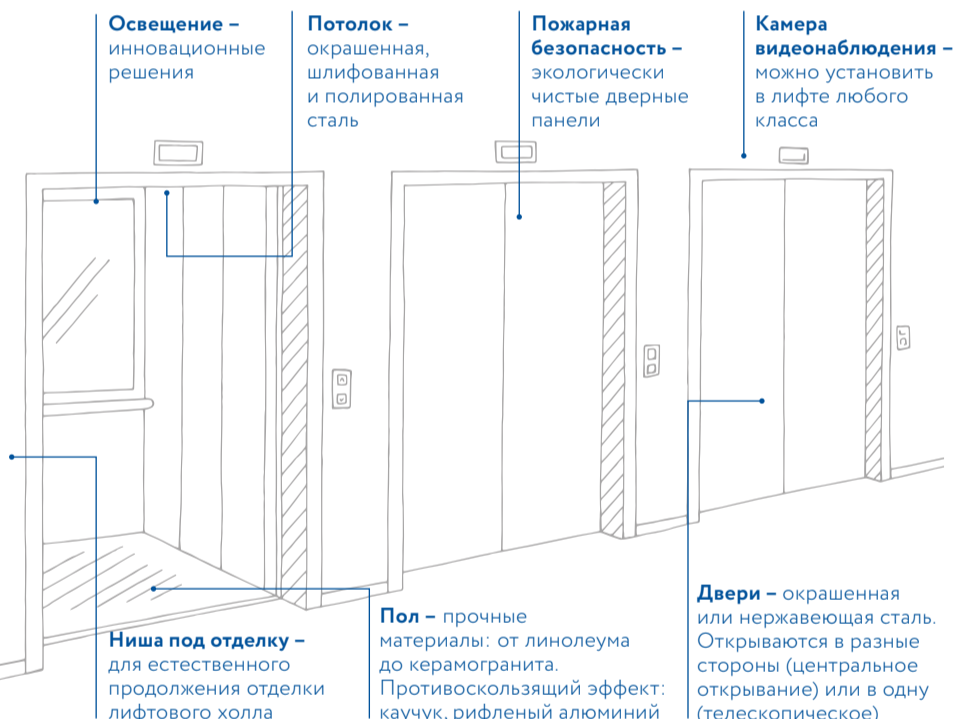 Освещение –
инновационные
решения
Потолок –
окрашенная,
шлифованная
и полированная
сталь
Пожарная
безопасность –
экологически
чистые дверные
панели
Камера
видеонаблюдения –
можно установить
в лифте любого
класса
Ниша под отделку –
для естественного
продолжения отделки
лифтового холла
Пол – прочные
материалы: от линолеума
до керамогранита.
Противоскользящий эффект:
каучук, рифленый алюминий
Двери – окрашенная
или нержавеющая сталь.
Открываются в разные
стороны (центральное
открывание) или в одну
(телескопическое)